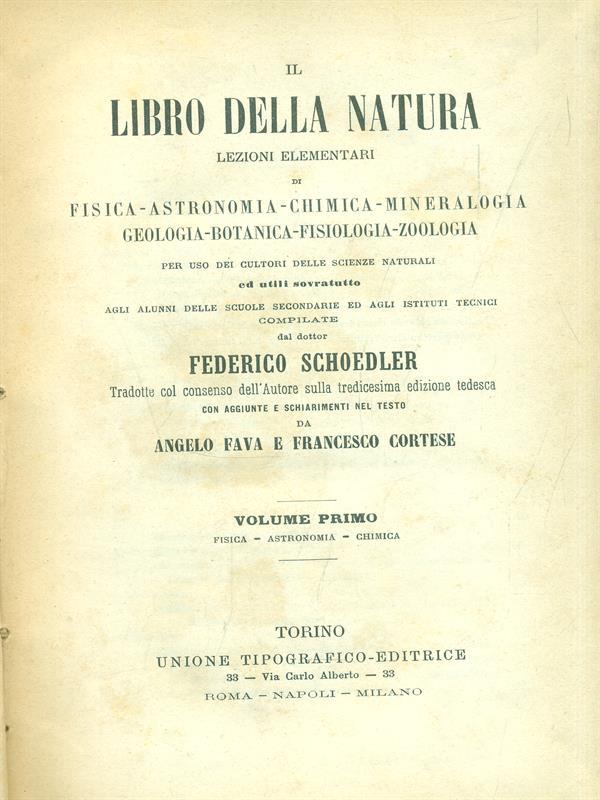 IL
LIBRO DELLA NATURA
LEZIONI ELEMENTARI
DI
FISICA-ASTRONOMIA-CHIMICA-MINERALOGIA
GEOLOGIA-BOTANICA-FISIOLOGIA-ZOOLOGIA
PER USO DEI CULTORI DELLE SCIENZE NATURALI
ed utili sovratutto
AGLI ALUNNI DELLE SCUOLE SECONDARIE ED AGLI ISTITUTI TECNICI
COMPILATE
dal dottor
FEDERICO SCHOEDLER
Tradotte col consenso dell'Autore sulla tredicesima edizione tedesca
CON AGGIUNTE E SCHIARIMENTI NEL TESTO
DA
ANGELO FAVA E FRANCESCO CORTESE
VOLUME PRIMO
FISICA – ASTRONOMIA – CHIMICA
TORINO
UNIONE TIPOGRAFICO-EDITRICE
33 — Via Carlo Alberto — 33
ROMA – NAPOLI – MILANO